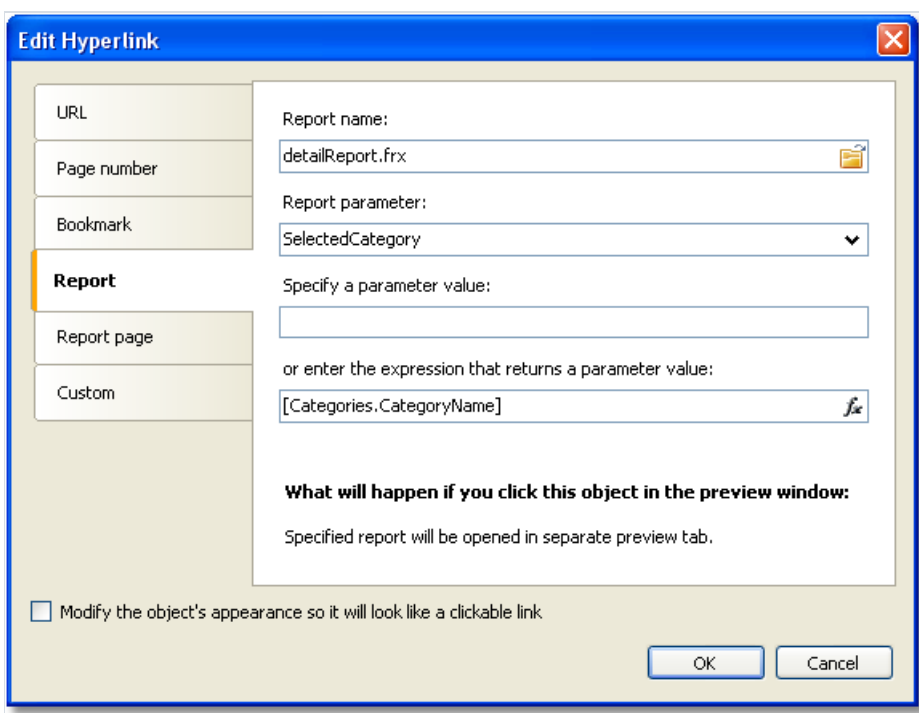 Edit Hyperlink
URL
Page number
Bookmark
Report
Report page
Custom
Report name:
detailReport.frx
Report parameter:
SelectedCategory
Specify a parameter value:
or enter the expression that returns a parameter value:
[Categories.CategoryName]
fx
What will happen if you click this object in the preview window:
Specified report will be opened in separate preview tab.
Modify the object's appearance so it will look like a clickable link
OK
Cancel